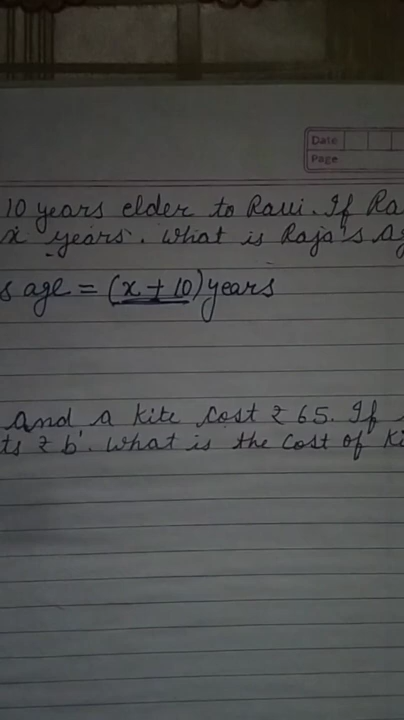 Date
Page
10 years elder to Ravi. If Ra
x years. What is Raja's Ag
s age = (x + 10) years
and a kite cost ₹ 65. If
ts ₹ b'. What is the cost of Ki